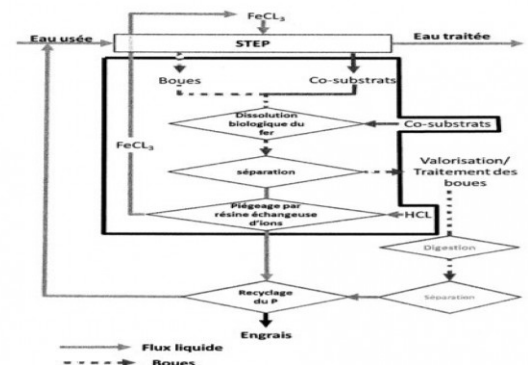 FeCL₃
Eau usée
Eau traitée
STEP
Boues
Co-substrats
Dissolution
biologique du
fer
Co-substrats
FeCL₃
Valorisation/
Traitement des
boues
séparation
Piégeage par
résine échangeuse
d'ions
HCL
Digestion
Recyclage
du P
Séparation
Engrais
Flux liquide
Boues